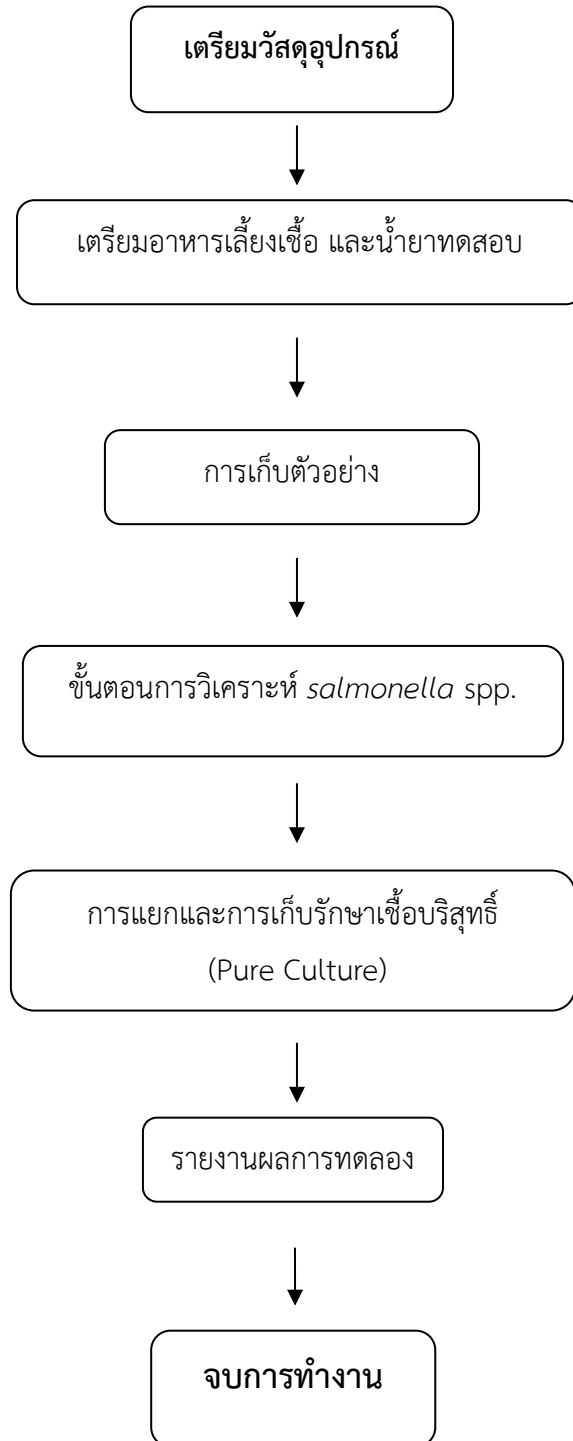 เตรียมวัสดุอุปกรณ์
เตรียมอาหารเลี้ยงเชื้อ และน้ำยาทดสอบ
การเก็บตัวอย่าง
ขั้นตอนการวิเคราะห์ salmonella spp.
การแยกและการเก็บรักษาเชื้อบริสุทธิ์
(Pure Culture)
รายงานผลการทดลอง
จบการทำงาน